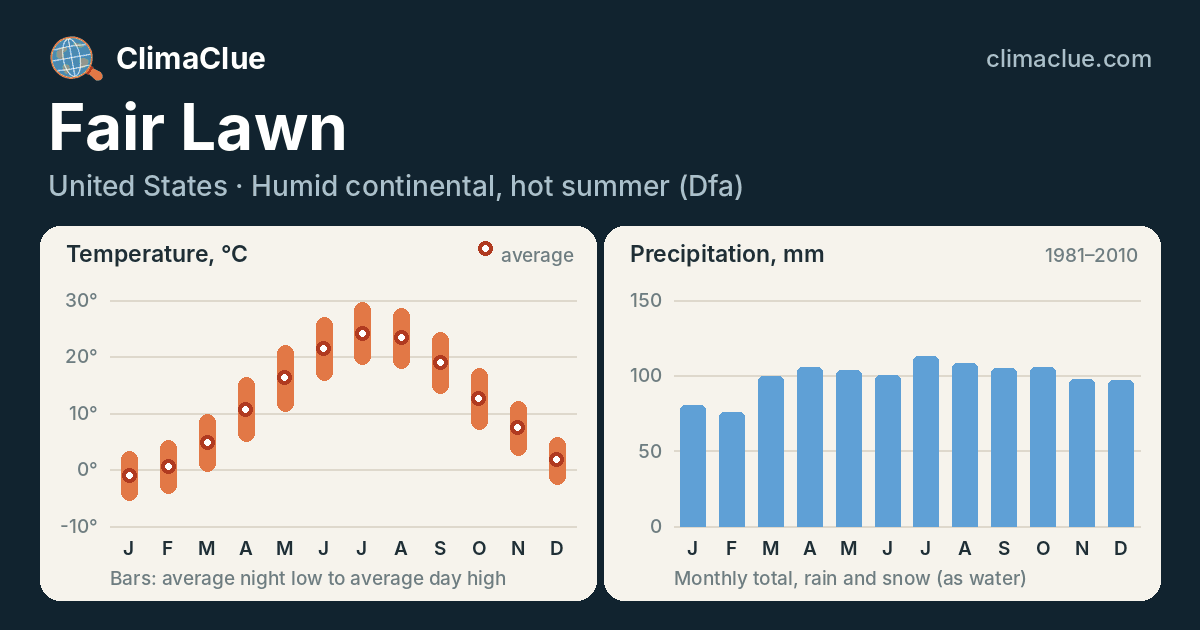 ClimaClue
climaclue.com
Fair Lawn
United States · Humid continental, hot summer (Dfa)
Temperature, °C
average
30°
20°
10°
0°
-10°
J F M A M J J A S O N D
Bars: average night low to average day high
Precipitation, mm
1981–2010
150
100
50
0
J F M A M J J A S O N D
Monthly total, rain and snow (as water)